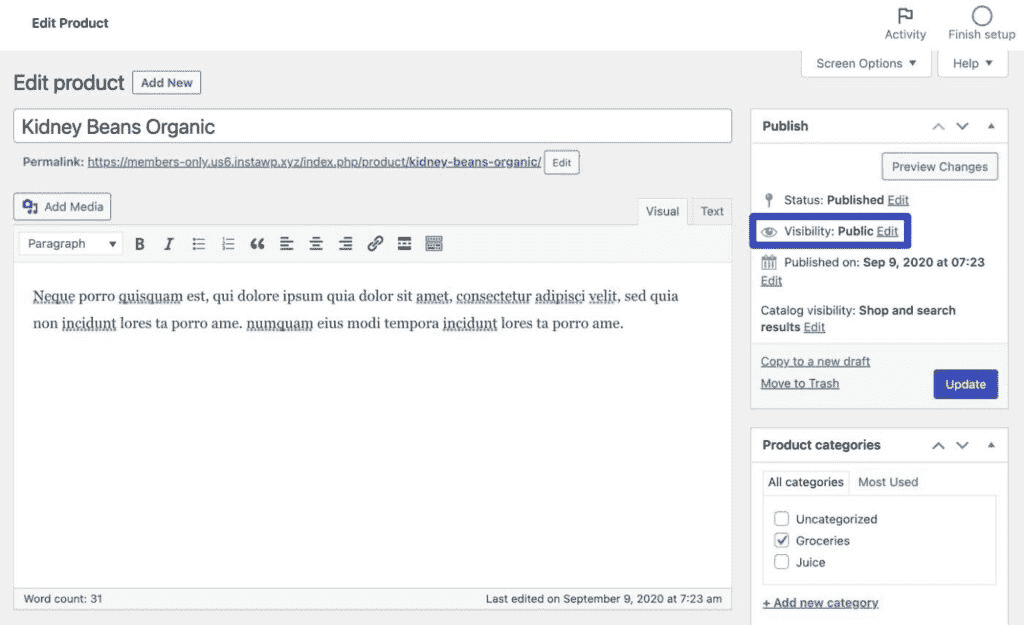 Edit Product
Activity
Finish setup
Screen Options ▼
Help ▼
Edit product
Add New
Kidney Beans Organic
Permalink: https://members-only.us6.instawp.xyz/index.php/product/kidney-beans-organic/ Edit
Add Media
Visual
Text
Paragraph
Neque porro quisquam est, qui dolore ipsum quia dolor sit amet, consectetur adipisci velit, sed quia
non incidunt lores ta porro ame. numquam eius modi tempora incidunt lores ta porro ame.
Word count: 31
Last edited on September 9, 2020 at 7:23 am
Publish
Preview Changes
Status: Published Edit
Visibility: Public Edit
Published on: Sep 9, 2020 at 07:23
Edit
Catalog visibility: Shop and search
results Edit
Copy to a new draft
Move to Trash
Update
Product categories
All categories
Most Used
Uncategorized
Groceries
Juice
+ Add new category